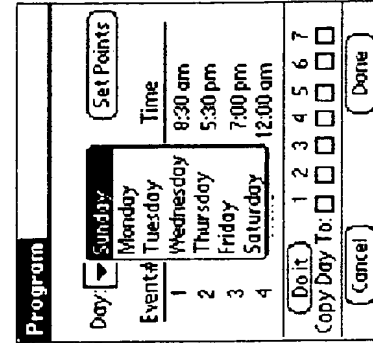 Program
Day: Sunday Set Points
Monday
Event# Tuesday Time
1 Wednesday 8:30 am
2 Thursday 5:30 pm
3 Friday 7:00 pm
4 Saturday 12:00 am
Do it 1 2 3 4 5 6 7
Copy Day To:
Cancel Done